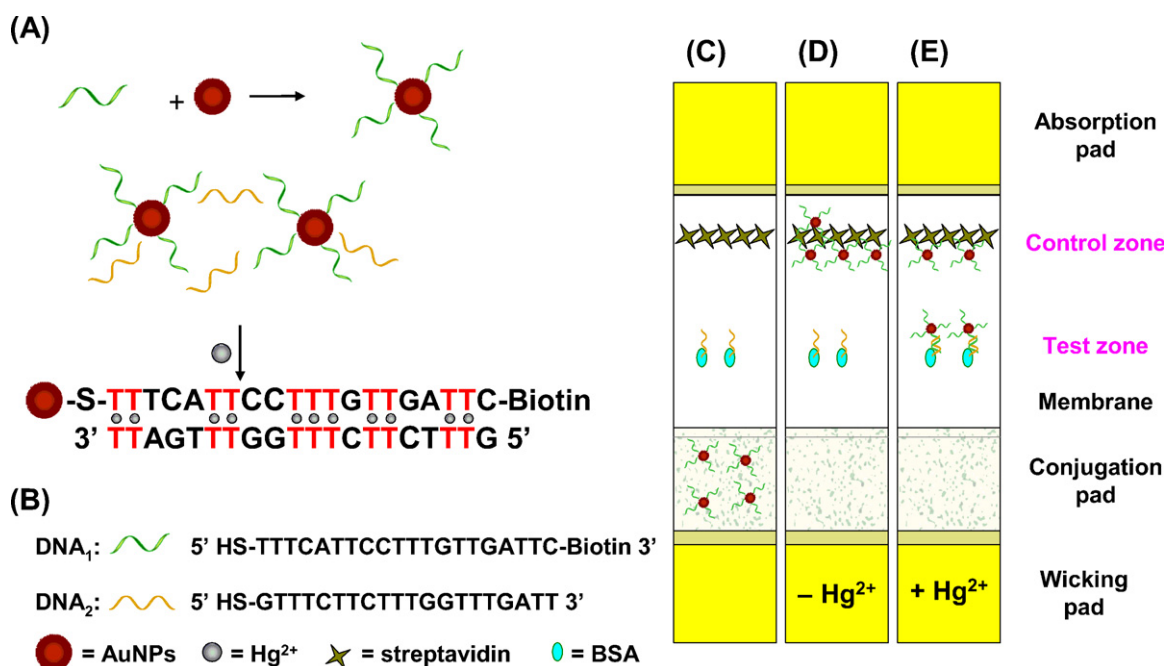 (A)
+
-S-TTTCATTCCTTTGTTGATTC-Biotin
3’ TTAGTTTGGTTTCTTCTTTG 5’
(B)
DNA1: 5’ HS-TTTCATTCCTTTGTTGATTC-Biotin 3’
DNA2: 5’ HS-GTTTCTTCTTTGGTTTGATT 3’
= AuNPs = Hg2+ = streptavidin = BSA
(C) (D) (E)
Absorption
pad
Control zone
Test zone
Membrane
Conjugation
pad
– Hg2+ + Hg2+
Wicking
pad